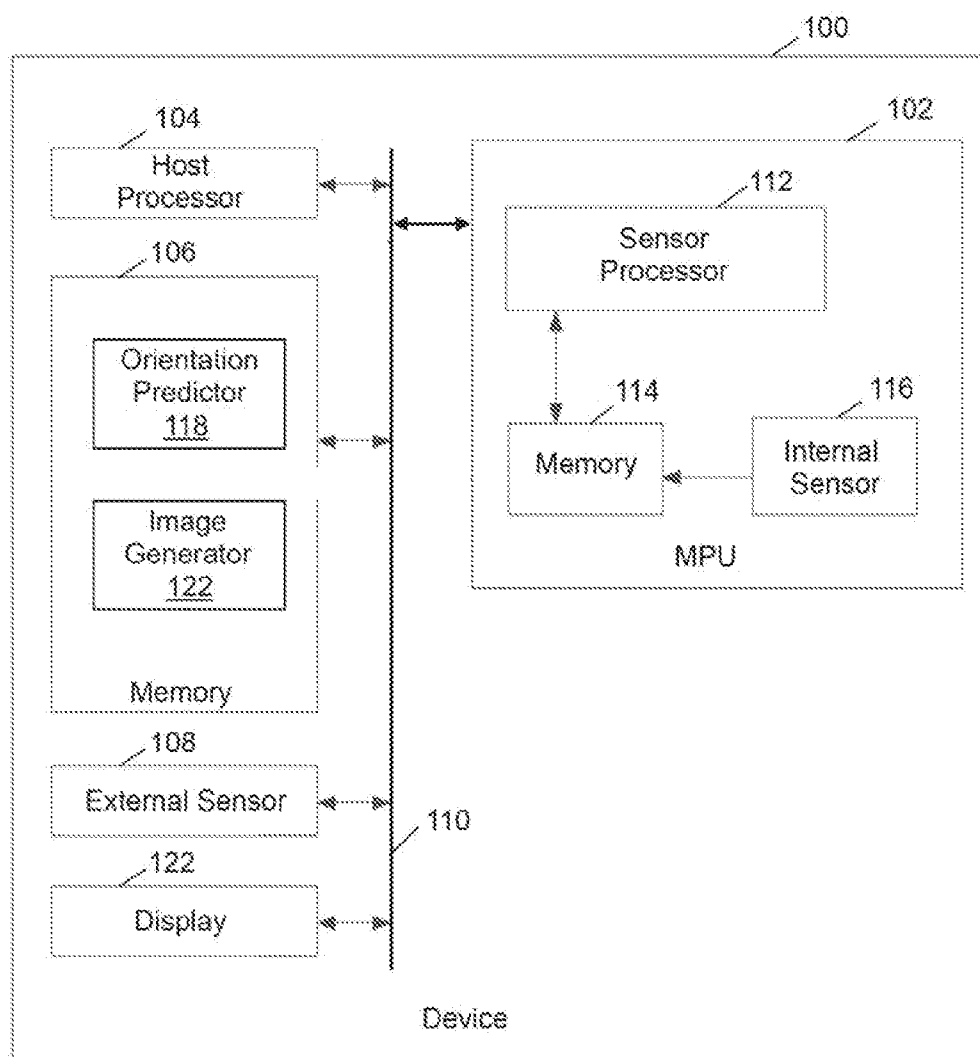 100
104
Host
Processor
106
Orientation
Predictor
118
Image
Generator
122
Memory
108
External Sensor
122
Display
110
102
112
Sensor
Processor
114
Memory
116
Internal
Sensor
MPU
Device